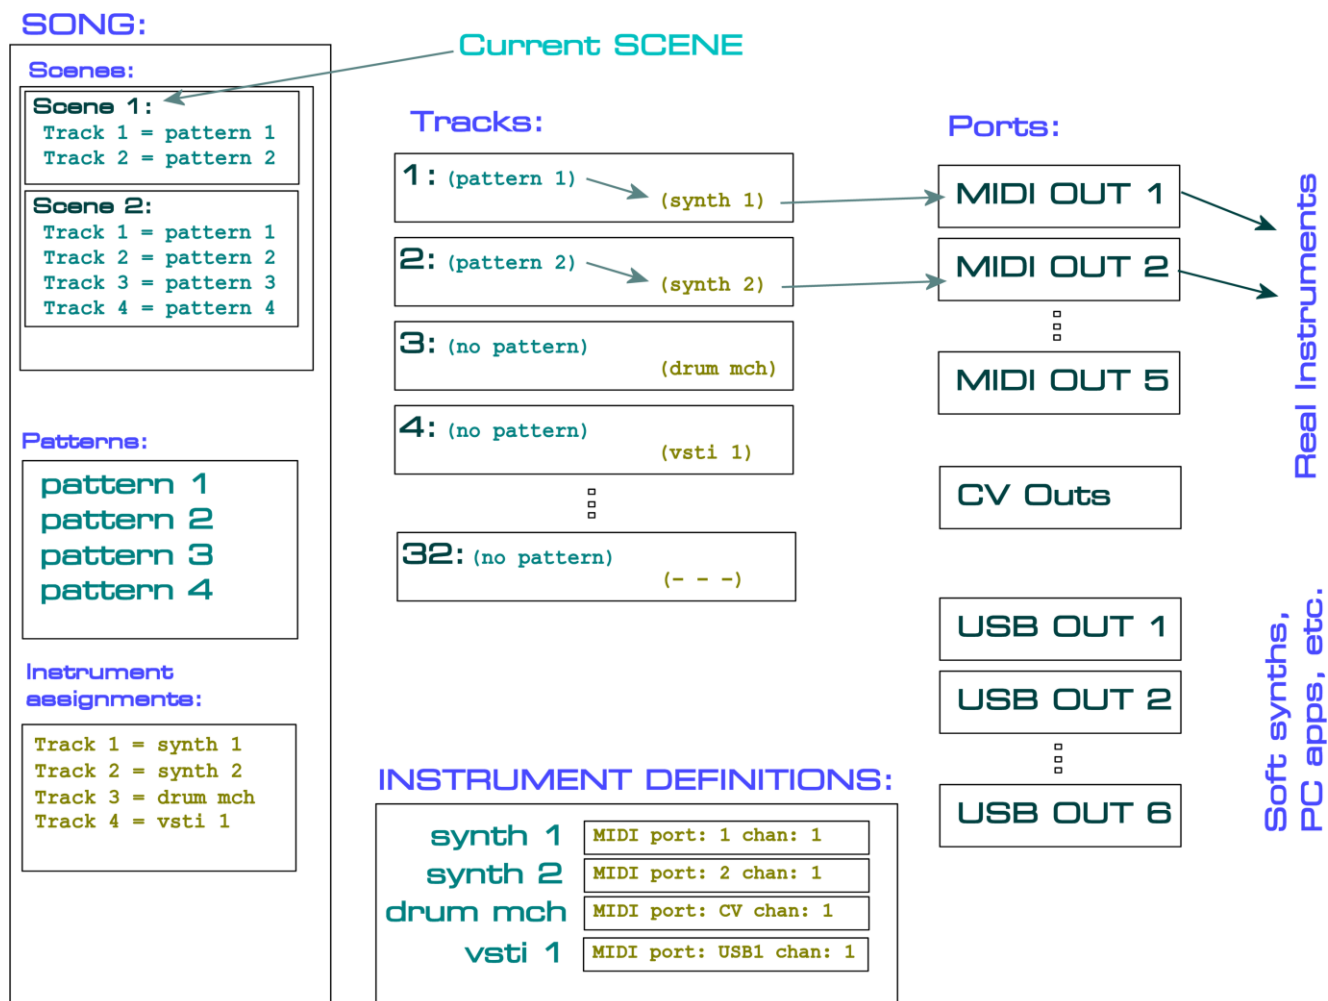 SONG:
Current SCENE
Scenes:
Scene 1:
Track 1 = pattern 1
Track 2 = pattern 2
Scene 2:
Track 1 = pattern 1
Track 2 = pattern 2
Track 3 = pattern 3
Track 4 = pattern 4
Patterns:
pattern 1
pattern 2
pattern 3
pattern 4
Instrument
assignments:
Track 1 = synth 1
Track 2 = synth 2
Track 3 = drum mch
Track 4 = vsti 1
Tracks:
1: (pattern 1)
(synth 1)
2: (pattern 2)
(synth 2)
3: (no pattern)
(drum mch)
4: (no pattern)
(vsti 1)
32: (no pattern)
(- - -)
INSTRUMENT DEFINITIONS:
synth 1 MIDI port: 1 chan: 1
synth 2 MIDI port: 2 chan: 1
drum mch MIDI port: CV chan: 1
vsti 1 MIDI port: USB1 chan: 1
Ports:
MIDI OUT 1
MIDI OUT 2
MIDI OUT 5
CV Outs
USB OUT 1
USB OUT 2
USB OUT 6
Real Instruments
Soft synths,
PC apps, etc.